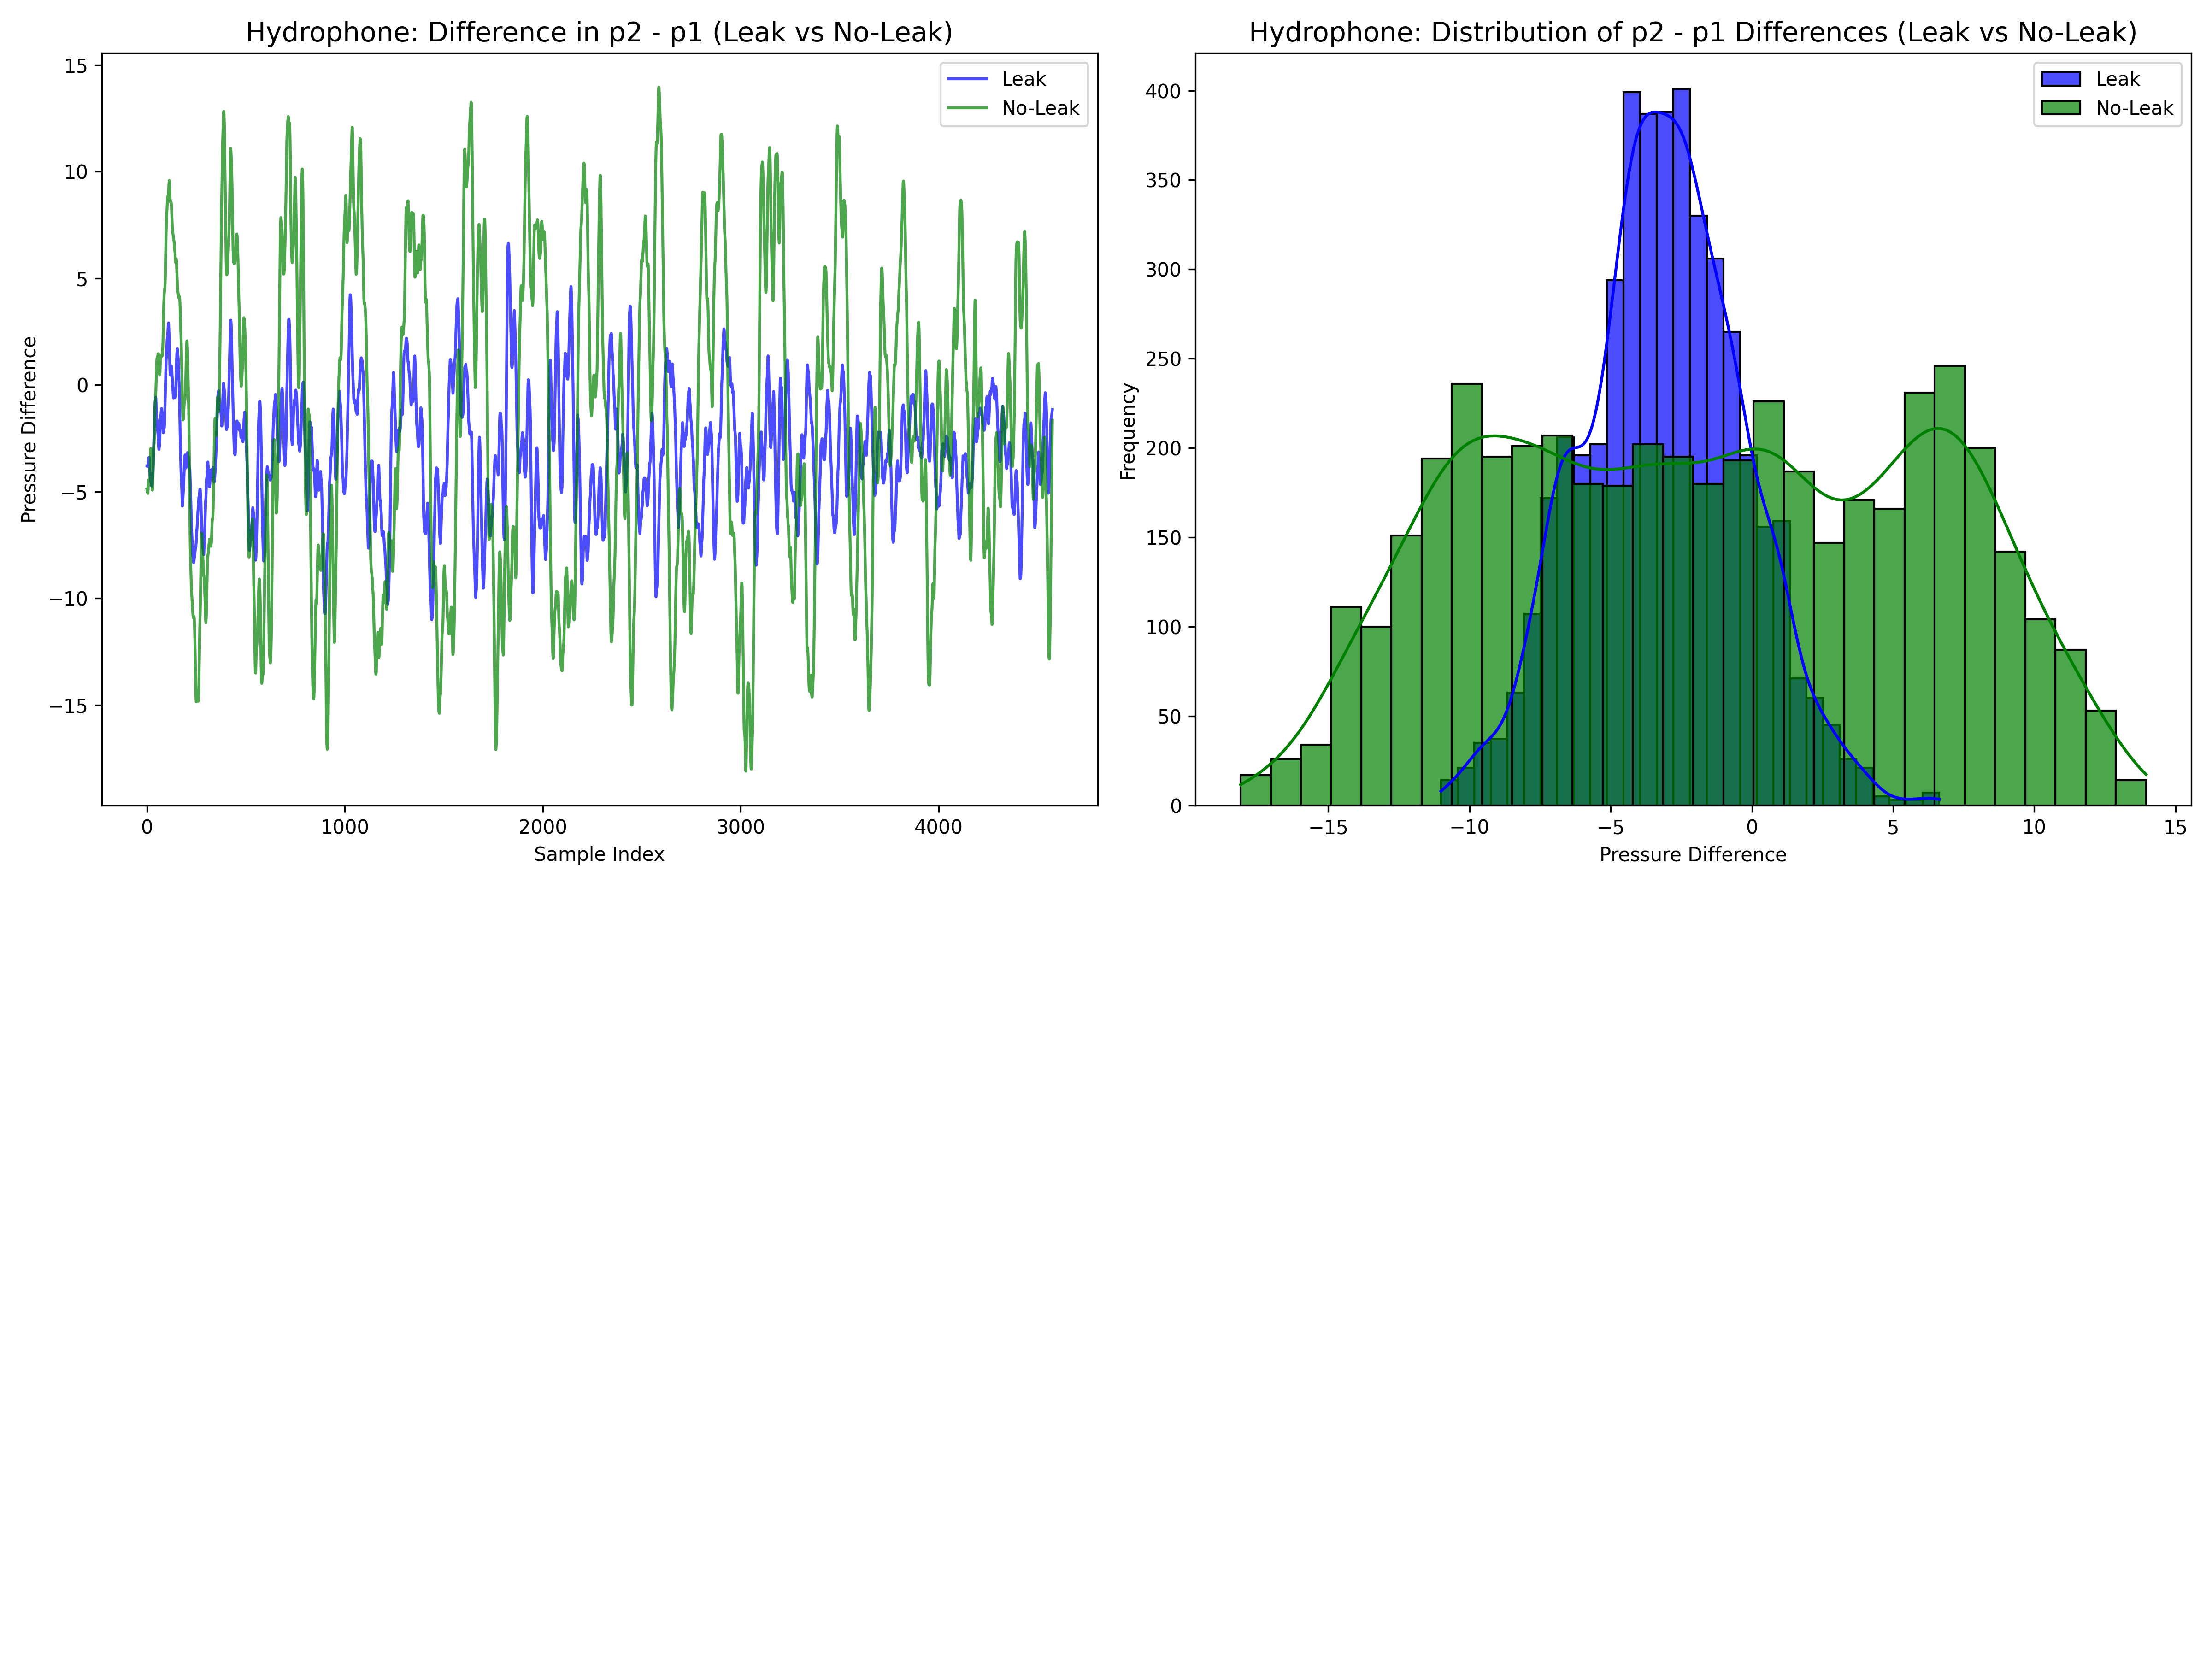 Hydrophone: Difference in p2 - p1 (Leak vs No-Leak)
15
10
5
0
−5
−10
−15
Pressure Difference
0
1000
2000
3000
4000
Sample Index
Leak
No-Leak
Hydrophone: Distribution of p2 - p1 Differences (Leak vs No-Leak)
400
350
300
250
200
150
100
50
0
Frequency
−15
−10
−5
0
5
10
15
Pressure Difference
Leak
No-Leak